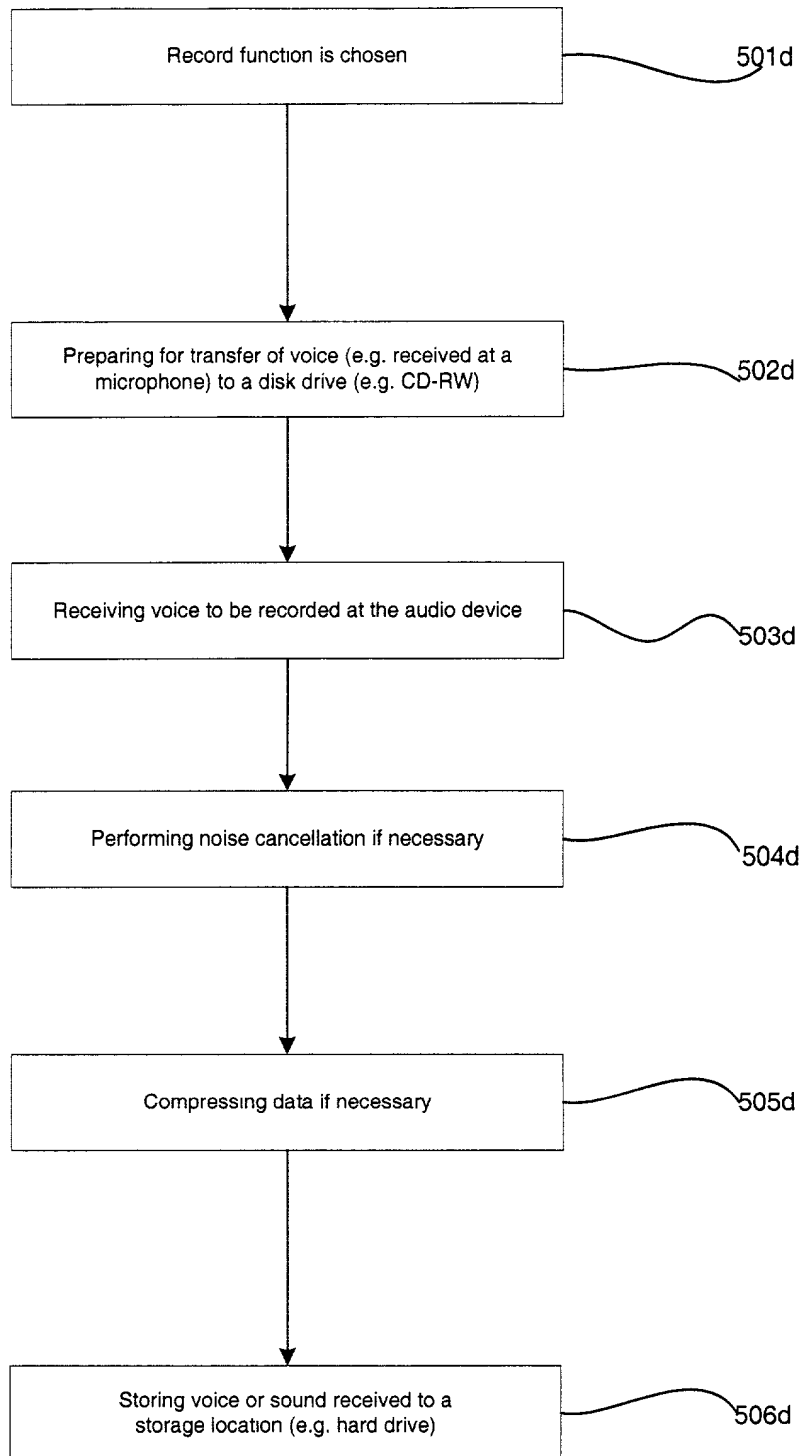 Record function is chosen
501d
Preparing for transfer of voice (e.g. received at a
microphone) to a disk drive (e.g. CD-RW)
502d
Receiving voice to be recorded at the audio device
503d
Performing noise cancellation if necessary
504d
Compressing data if necessary
505d
Storing voice or sound received to a
storage location (e.g. hard drive)
506d